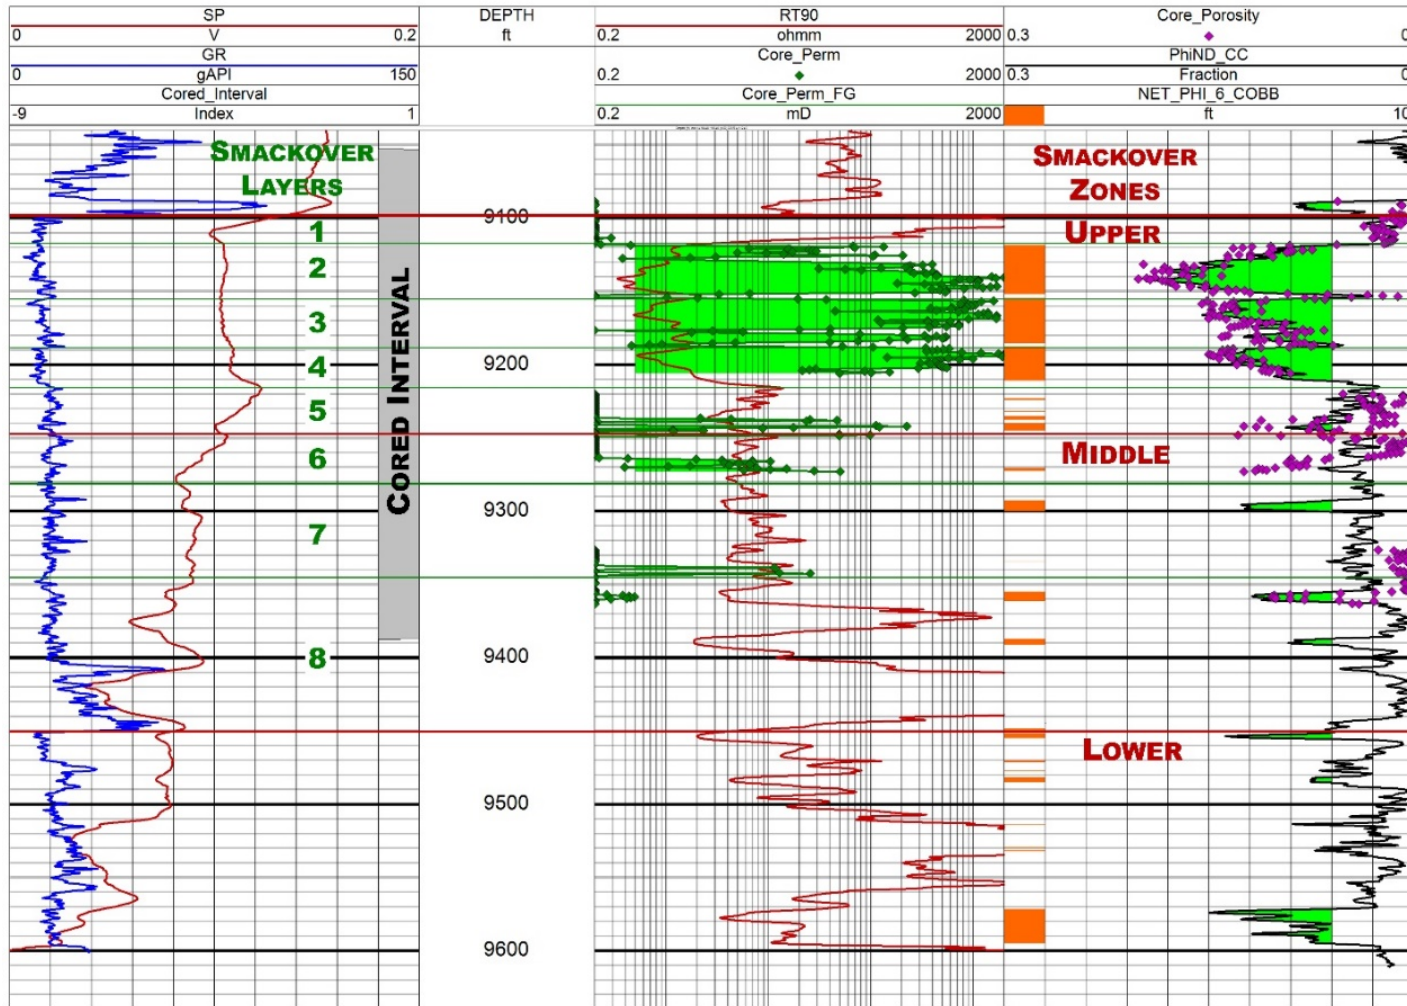 SP DEPTH RT90 Core_Porosity
0 V 0.2 ft 0.2 ohmm 2000 0.3 0
GR Core_Perm PhiND_CC
0 gAPI 150 0.2 2000 0.3 Fraction 0
Cored_Interval Core_Perm_FG NET_PHI_6_COBB
-9 Index 1 0.2 mD 2000 ft 10
SMACKOVER
LAYERS
SMACKOVER
ZONES
9100
1
UPPER
2
3
4
9200
5
6
MIDDLE
CORED INTERVAL
9300
7
8
9400
LOWER
9500
9600